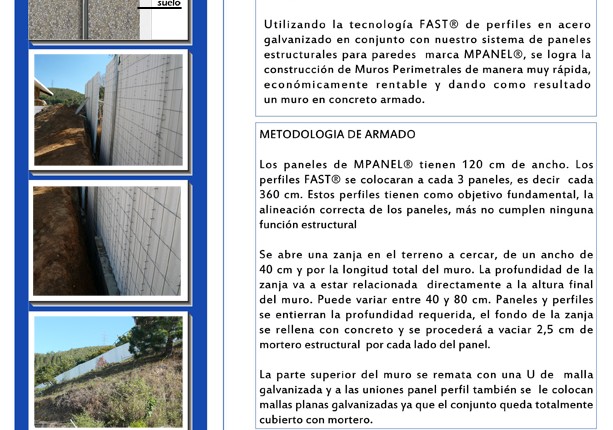 suelo
Utilizando la tecnología FAST® de perfiles en acero
galvanizado en conjunto con nuestro sistema de paneles
estructurales para paredes marca MPANEL®, se logra la
construcción de Muros Perimetrales de manera muy rápida,
económicamente rentable y dando como resultado
un muro en concreto armado.
METODOLOGIA DE ARMADO
Los paneles de MPANEL® tienen 120 cm de ancho. Los
perfiles FAST® se colocaran a cada 3 paneles, es decir cada
360 cm. Estos perfiles tienen como objetivo fundamental, la
alineación correcta de los paneles, más no cumplen ninguna
función estructural
Se abre una zanja en el terreno a cercar, de un ancho de
40 cm y por la longitud total del muro. La profundidad de la
zanja va a estar relacionada directamente a la altura final
del muro. Puede variar entre 40 y 80 cm. Paneles y perfiles
se entierran la profundidad requerida, el fondo de la zanja
se rellena con concreto y se procederá a vaciar 2,5 cm de
mortero estructural por cada lado del panel.
La parte superior del muro se remata con una U de malla
galvanizada y a las uniones panel perfil también se le colocan
mallas planas galvanizadas ya que el conjunto queda totalmente
cubierto con mortero.